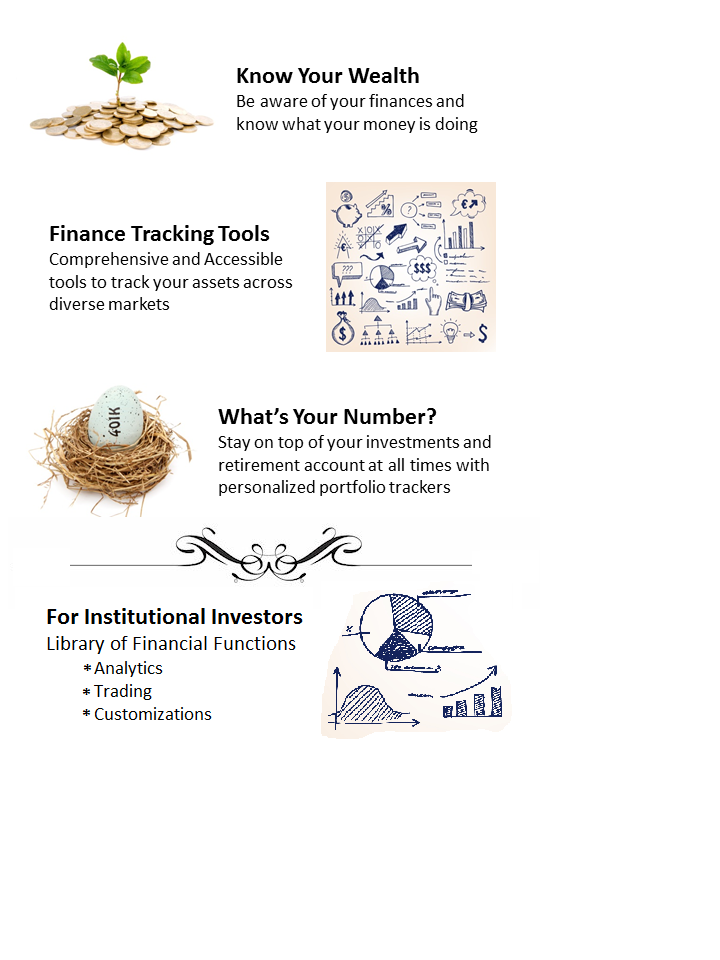 Know Your Wealth
Be aware of your finances and
know what your money is doing
Finance Tracking Tools
Comprehensive and Accessible
tools to track your assets across
diverse markets
%
?
€
€
XOX
???
$$$
$
$
401K
What's Your Number?
Stay on top of your investments and
retirement account at all times with
personalized portfolio trackers
For Institutional Investors
Library of Financial Functions
*Analytics
*Trading
*Customizations